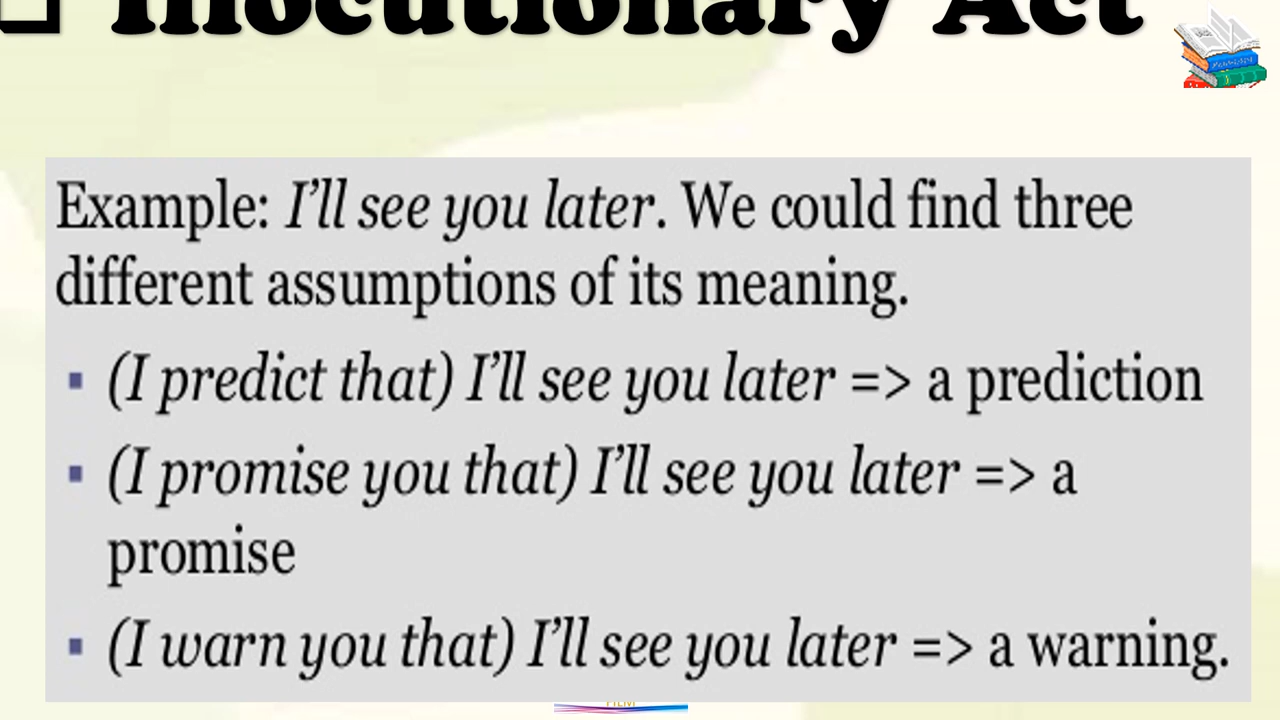 Illocutionary Act
Example: I'll see you later. We could find three
different assumptions of its meaning.
▪ (I predict that) I'll see you later => a prediction
▪ (I promise you that) I'll see you later => a
promise
▪ (I warn you that) I'll see you later => a warning.